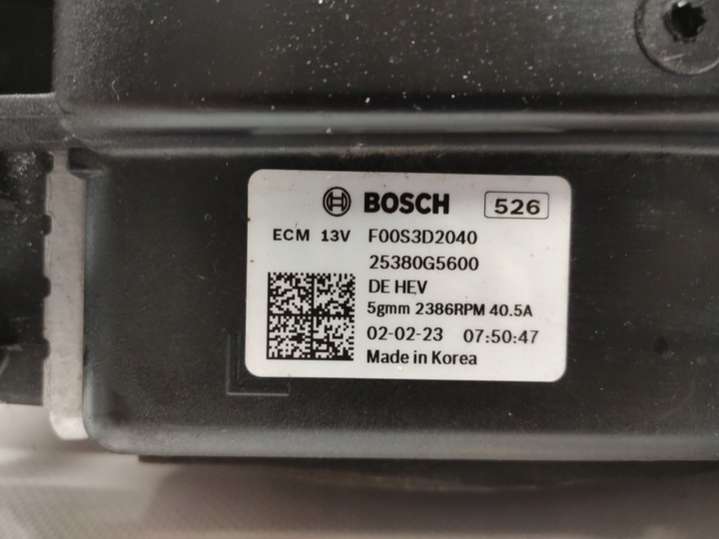 BOSCH 526
ECM 13V F00S3D2040
25380G5600
DE HEV
5gmm 2386RPM 40.5A
02-02-23 07:50:47
Made in Korea